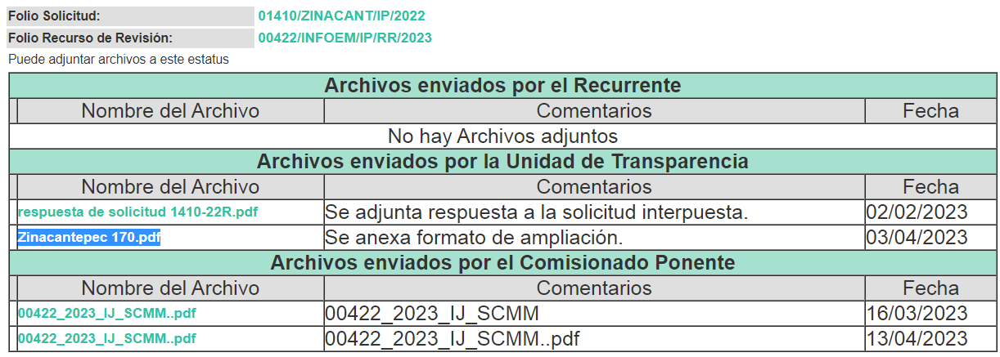 Folio Solicitud: 01410/ZINACANT/IP/2022
Folio Recurso de Revisión: 00422/INFOEM/IP/RR/2023
Puede adjuntar archivos a este estatus
Archivos enviados por el Recurrente
Nombre del Archivo Comentarios Fecha
No hay Archivos adjuntos
Archivos enviados por la Unidad de Transparencia
Nombre del Archivo Comentarios Fecha
respuesta de solicitud 1410-22R.pdf Se adjunta respuesta a la solicitud interpuesta. 02/02/2023
Zinacantepec 170.pdf Se anexa formato de ampliación. 03/04/2023
Archivos enviados por el Comisionado Ponente
Nombre del Archivo Comentarios Fecha
00422_2023_IJ_SCMM..pdf 00422_2023_IJ_SCMM 16/03/2023
00422_2023_IJ_SCMM..pdf 00422_2023_IJ_SCMM..pdf 13/04/2023